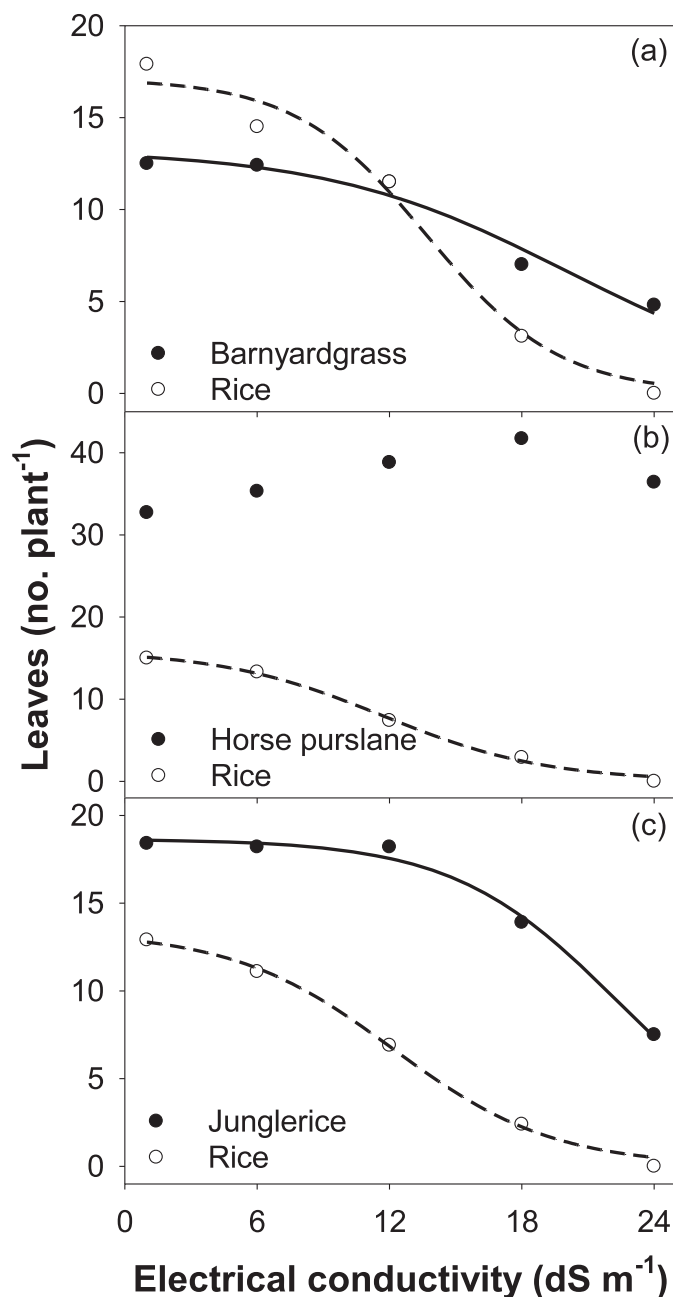 20
(a)
15
10
5
Barnyardgrass
Rice
0
(b)
40
30
20
10
Horse purslane
Rice
0
20
(c)
15
10
5
Junglerice
Rice
0
Leaves (no. plant⁻¹)
0 6 12 18 24
Electrical conductivity (dS m⁻¹)